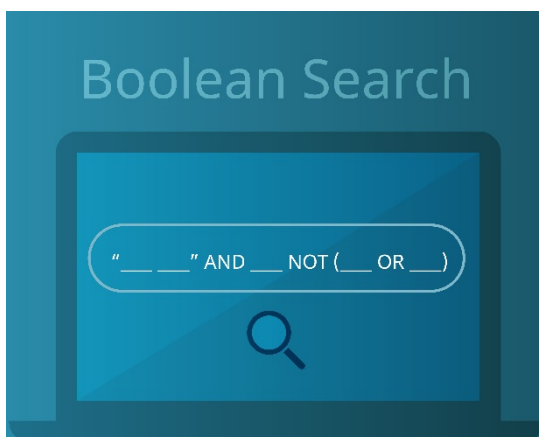 Boolean Search
“___ ___” AND ___ NOT (___ OR ___)